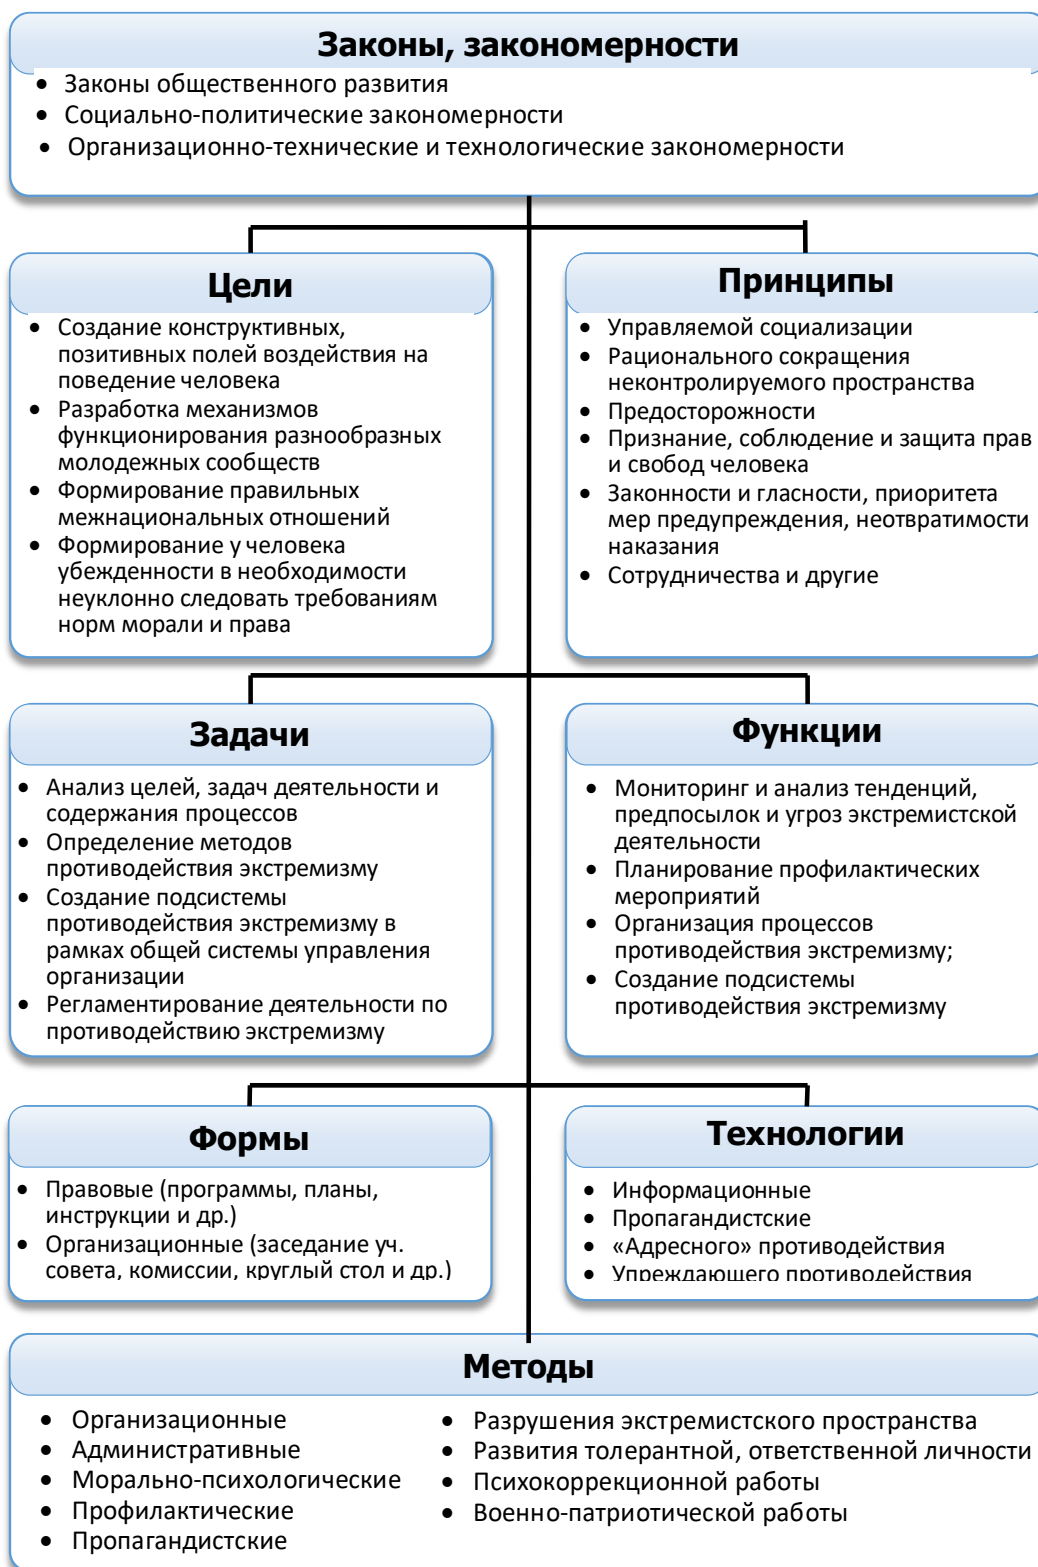 Законы, закономерности
• Законы общественного развития
• Социально-политические закономерности
• Организационно-технические и технологические закономерности
Цели
• Создание конструктивных,
позитивных полей воздействия на
поведение человека
• Разработка механизмов
функционирования разнообразных
молодежных сообществ
• Формирование правильных
межнациональных отношений
• Формирование у человека
убежденности в необходимости
неуклонно следовать требованиям
норм морали и права
Принципы
• Управляемой социализации
• Рационального сокращения
неконтролируемого пространства
• Предосторожности
• Признание, соблюдение и защита прав
и свобод человека
• Законности и гласности, приоритета
мер предупреждения, неотвратимости
наказания
• Сотрудничества и другие
Задачи
• Анализ целей, задач деятельности и
содержания процессов
• Определение методов
противодействия экстремизму
• Создание подсистемы
противодействия экстремизму в
рамках общей системы управления
организации
• Регламентирование деятельности по
противодействию экстремизму
Функции
• Мониторинг и анализ тенденций,
предпосылок и угроз экстремистской
деятельности
• Планирование профилактических
мероприятий
• Организация процессов
противодействия экстремизму;
• Создание подсистемы
противодействия экстремизму
Формы
• Правовые (программы, планы,
инструкции и др.)
• Организационные (заседание уч.
совета, комиссии, круглый стол и др.)
Технологии
• Информационные
• Пропагандистские
• «Адресного» противодействия
• Упреждающего противодействия
Методы
• Организационные
• Административные
• Морально-психологические
• Профилактические
• Пропагандистские
• Разрушения экстремистского пространства
• Развития толерантной, ответственной личности
• Психокоррекционной работы
• Военно-патриотической работы